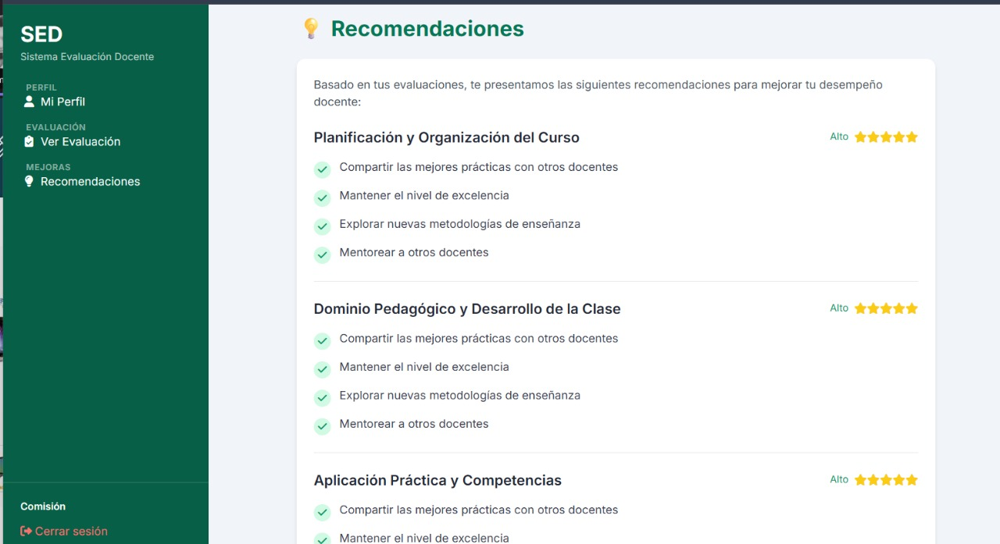 SED
Sistema Evaluación Docente
PERFIL
Mi Perfil
EVALUACIÓN
Ver Evaluación
MEJORAS
Recomendaciones
Comisión
Cerrar sesión
Recomendaciones
Basado en tus evaluaciones, te presentamos las siguientes recomendaciones para mejorar tu desempeño
docente:
Planificación y Organización del Curso
Alto
Compartir las mejores prácticas con otros docentes
Mantener el nivel de excelencia
Explorar nuevas metodologías de enseñanza
Mentorear a otros docentes
Dominio Pedagógico y Desarrollo de la Clase
Alto
Compartir las mejores prácticas con otros docentes
Mantener el nivel de excelencia
Explorar nuevas metodologías de enseñanza
Mentorear a otros docentes
Aplicación Práctica y Competencias
Alto
Compartir las mejores prácticas con otros docentes
Mantener el nivel de excelencia